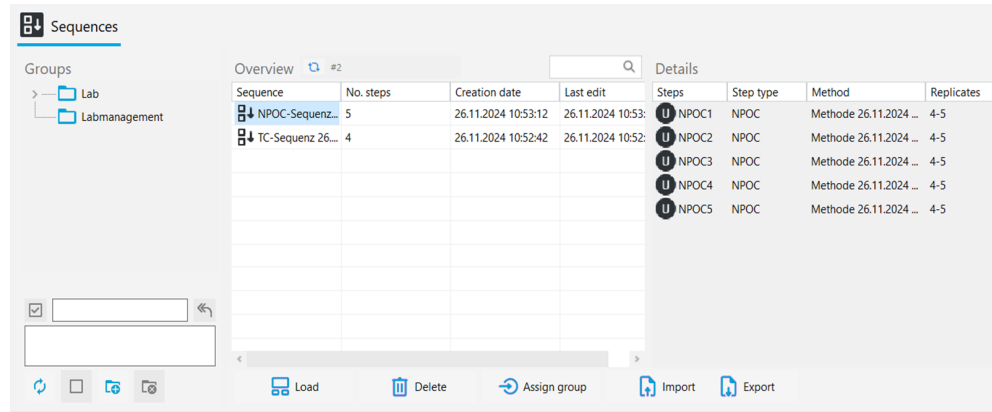 Sequences
Groups
Lab
Labmanagement
Overview #2
Sequence No. steps Creation date Last edit
NPOC-Sequenz... 5 26.11.2024 10:53:12 26.11.2024 10:53:
TC-Sequenz 26.... 4 26.11.2024 10:52:42 26.11.2024 10:52:
Details
Steps Step type Method Replicates
U NPOC1 NPOC Methode 26.11.2024 ... 4-5
U NPOC2 NPOC Methode 26.11.2024 ... 4-5
U NPOC3 NPOC Methode 26.11.2024 ... 4-5
U NPOC4 NPOC Methode 26.11.2024 ... 4-5
U NPOC5 NPOC Methode 26.11.2024 ... 4-5
Load Delete Assign group Import Export